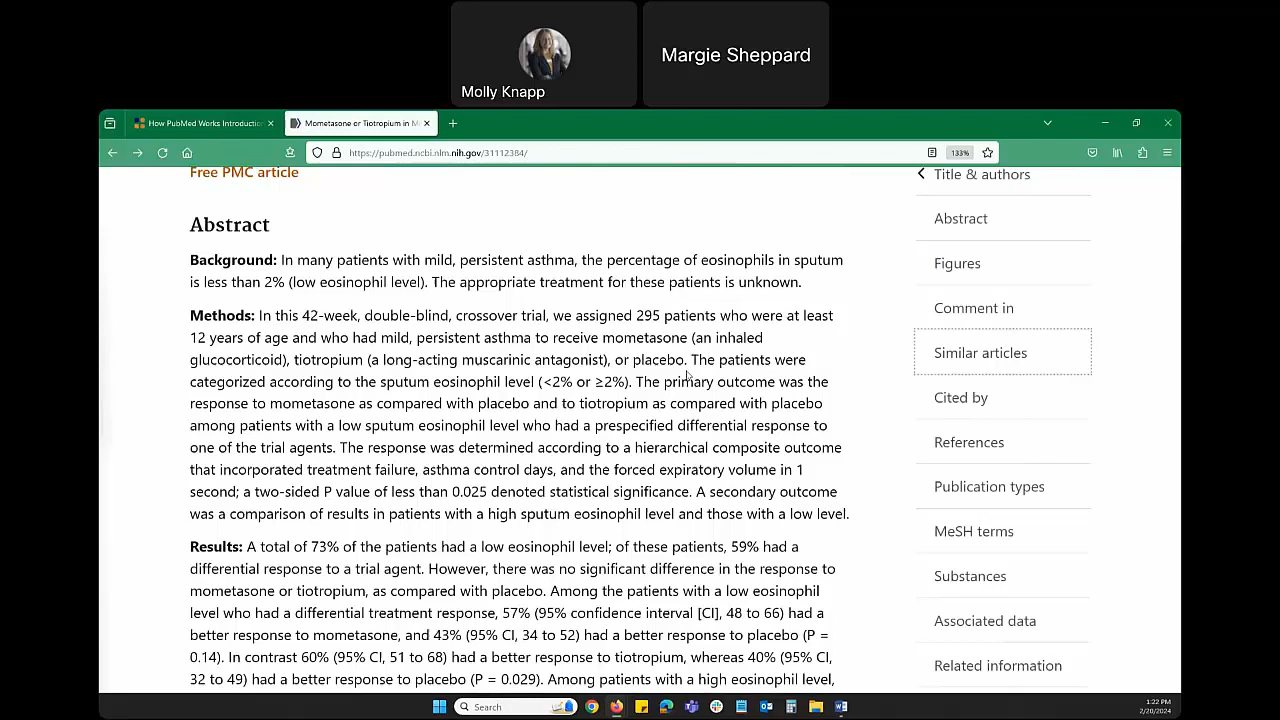 Molly Knapp
Margie Sheppard
How PubMed Works Introduction
Mometasone or Tiotropium in M
https://pubmed.ncbi.nlm.nih.gov/31112384/
133%
Free PMC article
Abstract
Background: In many patients with mild, persistent asthma, the percentage of eosinophils in sputum
is less than 2% (low eosinophil level). The appropriate treatment for these patients is unknown.
Methods: In this 42-week, double-blind, crossover trial, we assigned 295 patients who were at least
12 years of age and who had mild, persistent asthma to receive mometasone (an inhaled
glucocorticoid), tiotropium (a long-acting muscarinic antagonist), or placebo. The patients were
categorized according to the sputum eosinophil level (<2% or ≥2%). The primary outcome was the
response to mometasone as compared with placebo and to tiotropium as compared with placebo
among patients with a low sputum eosinophil level who had a prespecified differential response to
one of the trial agents. The response was determined according to a hierarchical composite outcome
that incorporated treatment failure, asthma control days, and the forced expiratory volume in 1
second; a two-sided P value of less than 0.025 denoted statistical significance. A secondary outcome
was a comparison of results in patients with a high sputum eosinophil level and those with a low level.
Results: A total of 73% of the patients had a low eosinophil level; of these patients, 59% had a
differential response to a trial agent. However, there was no significant difference in the response to
mometasone or tiotropium, as compared with placebo. Among the patients with a low eosinophil
level who had a differential treatment response, 57% (95% confidence interval [CI], 48 to 66) had a
better response to mometasone, and 43% (95% CI, 34 to 52) had a better response to placebo (P =
0.14). In contrast 60% (95% CI, 51 to 68) had a better response to tiotropium, whereas 40% (95% CI,
32 to 49) had a better response to placebo (P = 0.029). Among patients with a high eosinophil level,
Title & authors
Abstract
Figures
Comment in
Similar articles
Cited by
References
Publication types
MeSH terms
Substances
Associated data
Related information
Search
1:22 PM
2/20/2024